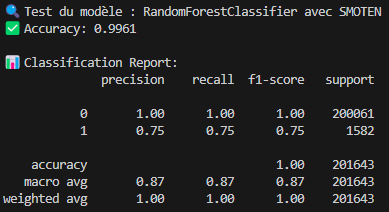 🔍 Test du modèle : RandomForestClassifier avec SMOTEN
✅ Accuracy: 0.9961
📊 Classification Report:
precision recall f1-score support
0 1.00 1.00 1.00 200061
1 0.75 0.75 0.75 1582
accuracy 1.00 201643
macro avg 0.87 0.87 0.87 201643
weighted avg 1.00 1.00 1.00 201643